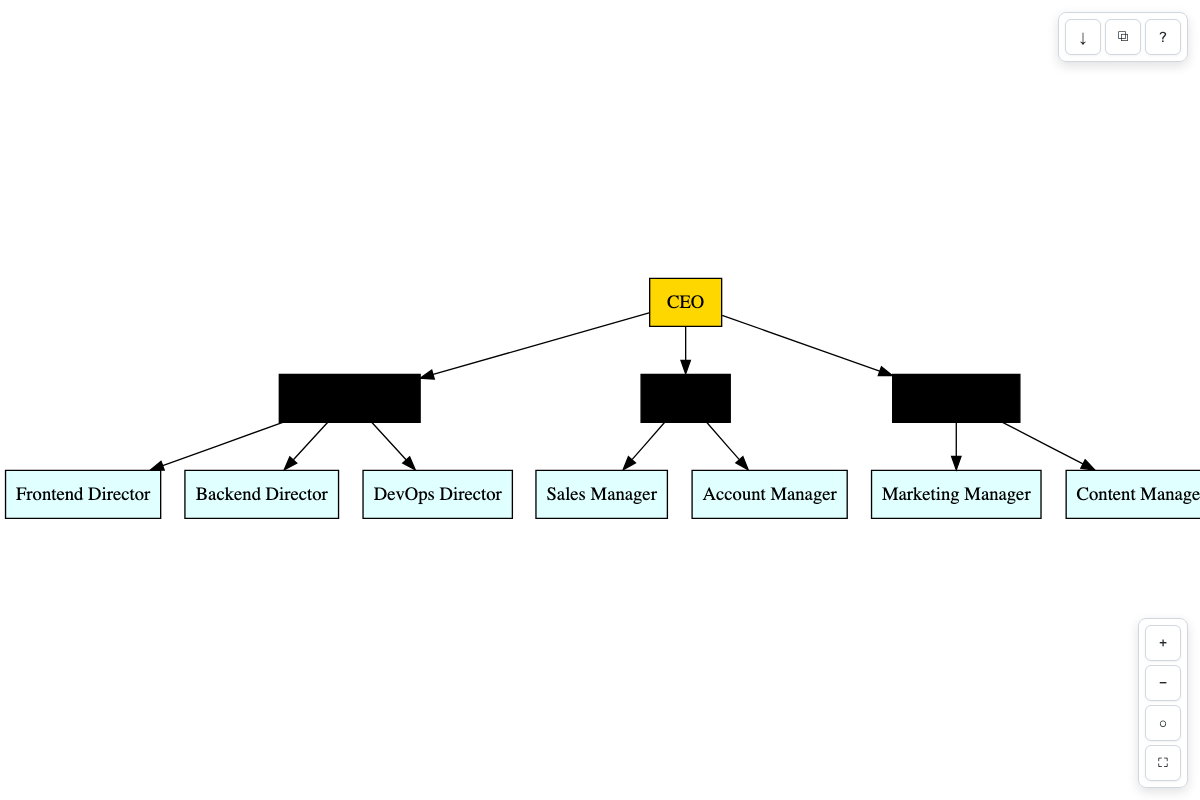 ↓ ?
CEO
Frontend Director Backend Director DevOps Director Sales Manager Account Manager Marketing Manager Content Manage
+
−